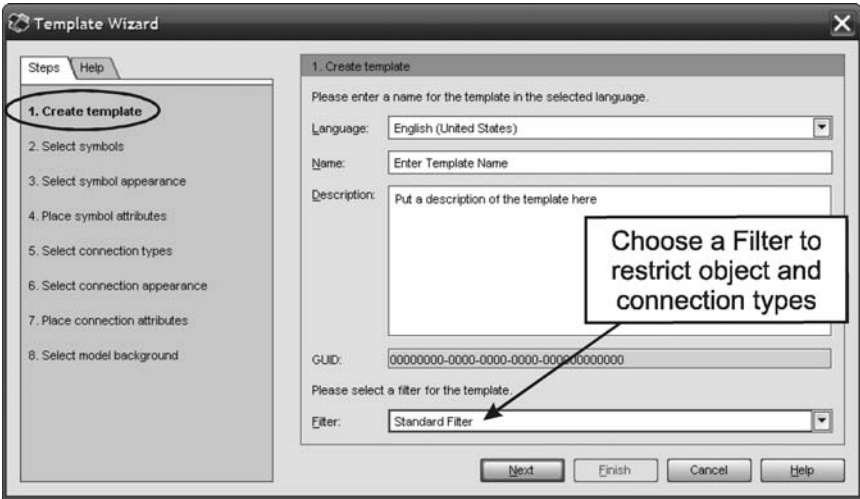 Template Wizard
Steps
Help
1. Create template
2. Select symbols
3. Select symbol appearance
4. Place symbol attributes
5. Select connection types
6. Select connection appearance
7. Place connection attributes
8. Select model background
1. Create template
Please enter a name for the template in the selected language.
Language:
English (United States)
Name:
Enter Template Name
Description:
Put a description of the template here
Choose a Filter to
restrict object and
connection types
GUID:
00000000-0000-0000-0000-000000000000
Please select a filter for the template.
Filter:
Standard Filter
Next
Finish
Cancel
Help